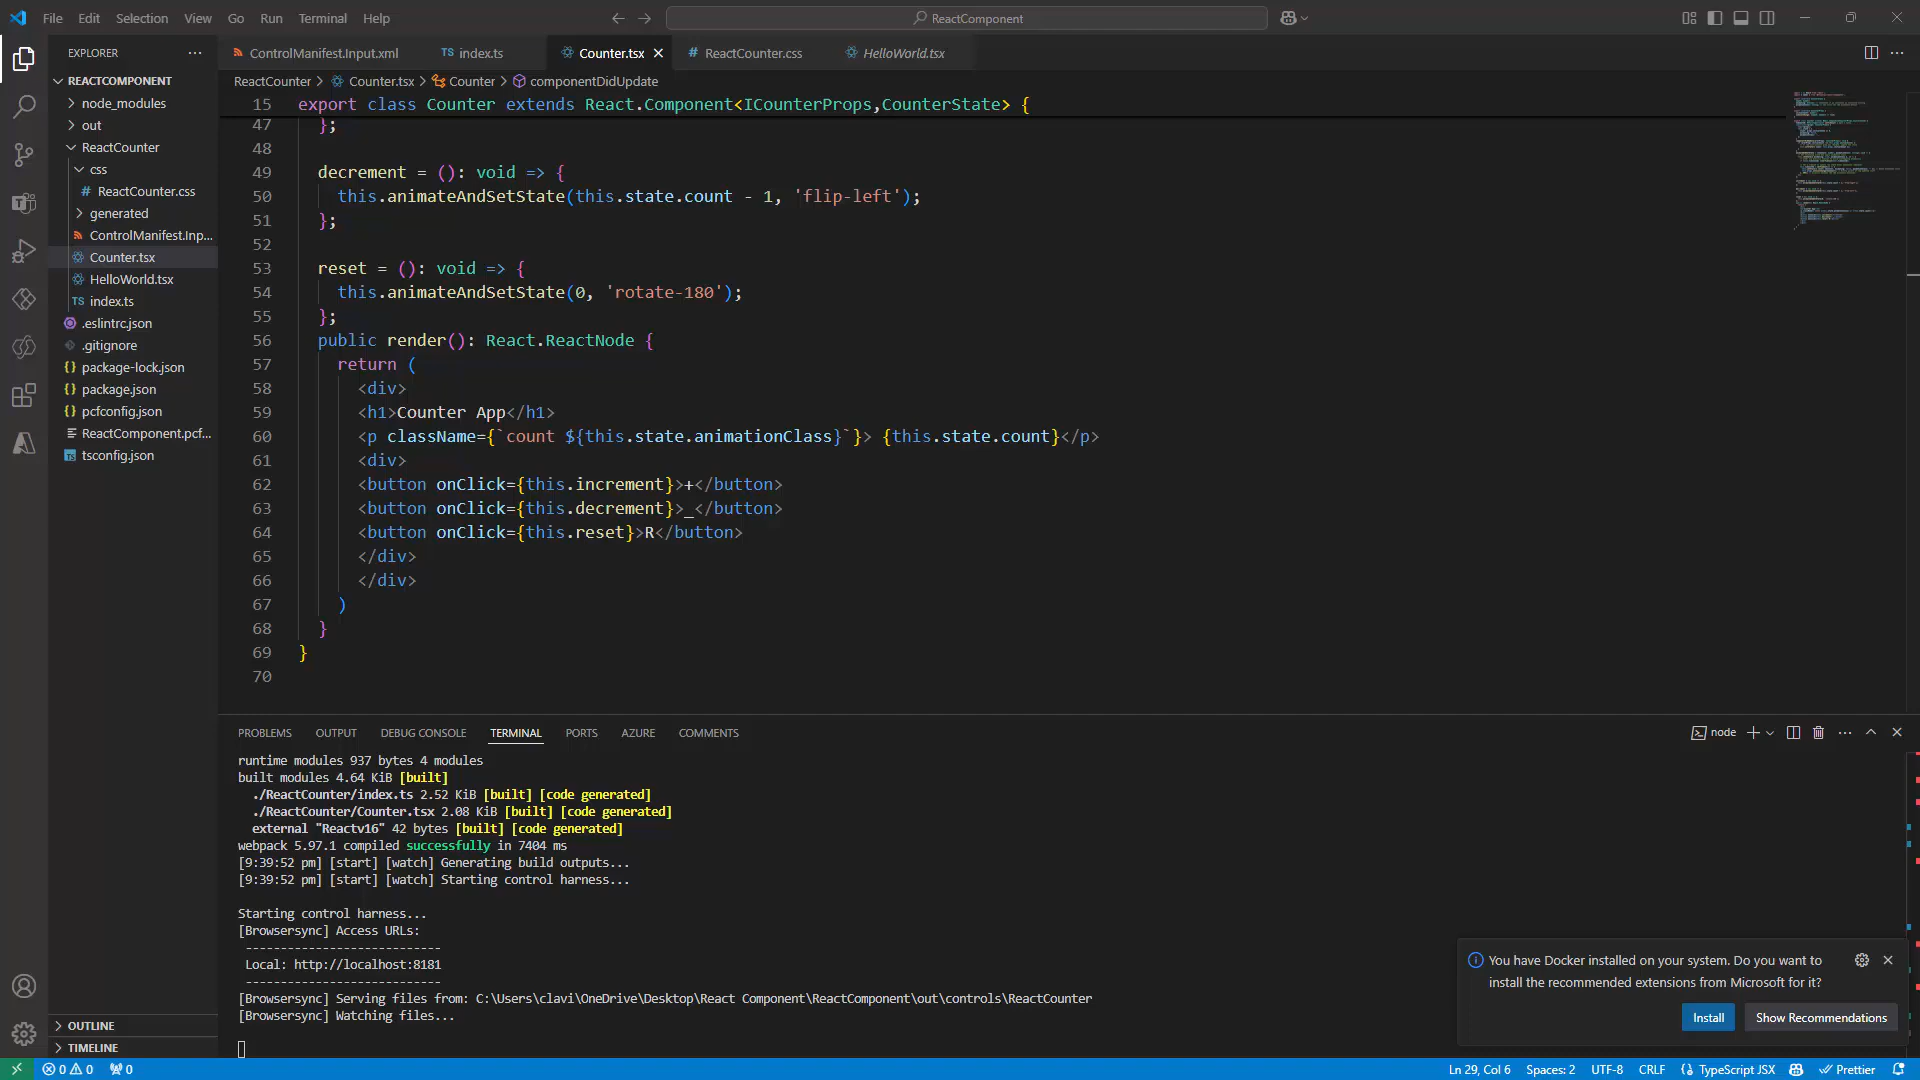 File Edit Selection View Go Run Terminal Help
ReactComponent
EXPLORER
REACTCOMPONENT
node_modules
out
ReactCounter
css
# ReactCounter.css
generated
ControlManifest.Inp...
Counter.tsx
HelloWorld.tsx
TS index.ts
.eslintrc.json
.gitignore
{} package-lock.json
{} package.json
{} pcfconfig.json
ReactComponent.pcf...
TS tsconfig.json
OUTLINE
TIMELINE
ControlManifest.Input.xml TS index.ts Counter.tsx # ReactCounter.css HelloWorld.tsx
ReactCounter > Counter.tsx > Counter > componentDidUpdate
15 export class Counter extends React.Component<ICounterProps,CounterState> {
47 };
48
49 decrement = (): void => {
50 this.animateAndSetState(this.state.count - 1, 'flip-left');
51 };
52
53 reset = (): void => {
54 this.animateAndSetState(0, 'rotate-180');
55 };
56 public render(): React.ReactNode {
57 return (
58 <div>
59 <h1>Counter App</h1>
60 <p className={`count ${this.state.animationClass}`}> {this.state.count}</p>
61 <div>
62 <button onClick={this.increment}>+</button>
63 <button onClick={this.decrement}>_</button>
64 <button onClick={this.reset}>R</button>
65 </div>
66 </div>
67 )
68 }
69 }
70
PROBLEMS OUTPUT DEBUG CONSOLE TERMINAL PORTS AZURE COMMENTS
node
runtime modules 937 bytes 4 modules
built modules 4.64 KiB [built]
./ReactCounter/index.ts 2.52 KiB [built] [code generated]
./ReactCounter/Counter.tsx 2.08 KiB [built] [code generated]
external "Reactv16" 42 bytes [built] [code generated]
webpack 5.97.1 compiled successfully in 7404 ms
[9:39:52 pm] [start] [watch] Generating build outputs...
[9:39:52 pm] [start] [watch] Starting control harness...
Starting control harness...
[Browsersync] Access URLs:
----------------------------
Local: http://localhost:8181
----------------------------
[Browsersync] Serving files from: C:\Users\clavi\OneDrive\Desktop\React Component\ReactComponent\out\controls\ReactCounter
[Browsersync] Watching files...
You have Docker installed on your system. Do you want to
install the recommended extensions from Microsoft for it?
Install Show Recommendations
0 0 0 Ln 29, Col 6 Spaces: 2 UTF-8 CRLF {} TypeScript JSX Prettier